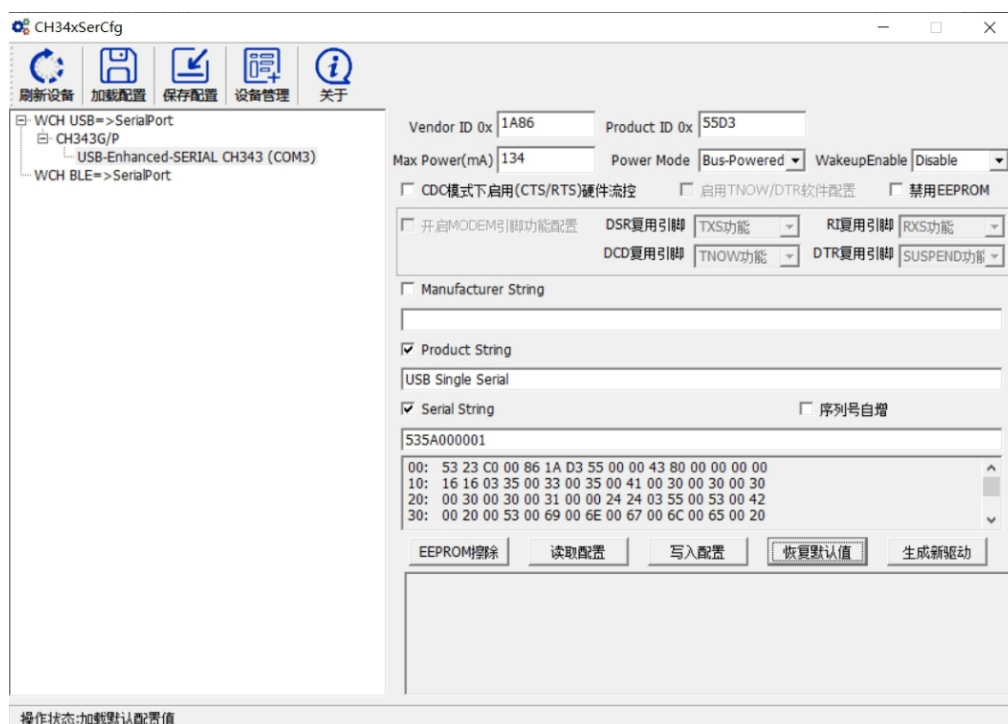 CH34xSerCfg
刷新设备 加载配置 保存配置 设备管理 关于
WCH USB=>SerialPort
CH343G/P
USB-Enhanced-SERIAL CH343 (COM3)
WCH BLE=>SerialPort
Vendor ID 0x 1A86 Product ID 0x 55D3
Max Power(mA) 134 Power Mode Bus-Powered WakeupEnable Disable
CDC模式下启用(CTS/RTS)硬件流控 启用TNOW/DTR软件配置 禁用EEPROM
开启MODEM引脚功能配置 DSR复用引脚 TXS功能 RI复用引脚 RXS功能
DCD复用引脚 TNOW功能 DTR复用引脚 SUSPEND功能
Manufacturer String
Product String
USB Single Serial
Serial String 序列号自增
535A000001
00: 53 23 C0 00 86 1A D3 55 00 00 43 80 00 00 00 00
10: 16 16 03 35 00 33 00 35 00 41 00 30 00 30 00 30
20: 00 30 00 30 00 31 00 00 24 24 03 55 00 53 00 42
30: 00 20 00 53 00 69 00 6E 00 67 00 6C 00 65 00 20
EEPROM擦除 读取配置 写入配置 恢复默认值 生成新驱动
操作状态:加载默认配置值